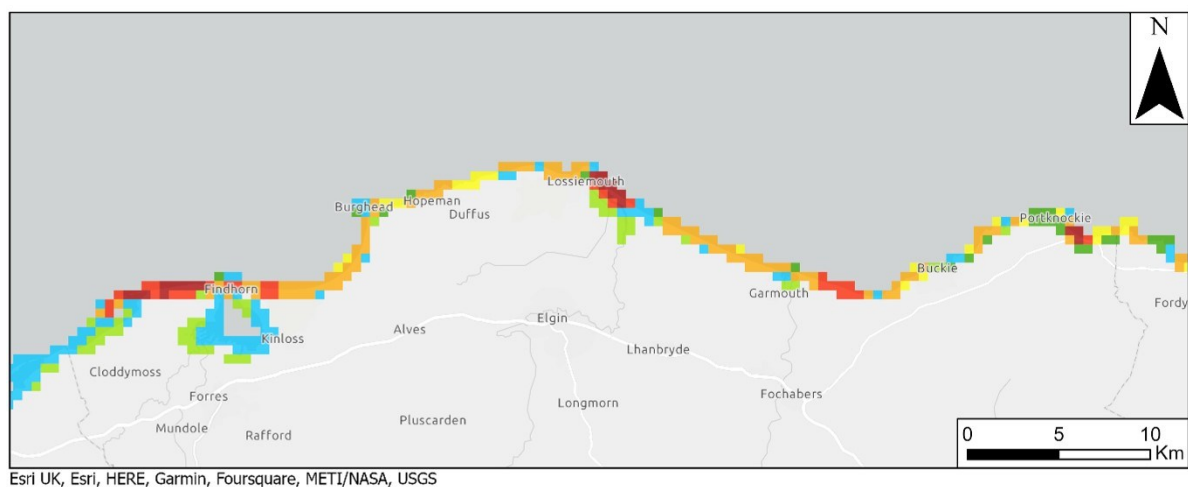 N
Lossiemouth
Burghead
Hopeman
Duffus
Portknockie
Buckie
Findhorn
Garmouth
Fordy
Elgin
Alves
Kinloss
Lhanbryde
Cloddymoss
Forres
Fochabers
Longmorn
Mundole
Rafford
Pluscarden
0 5 10
Km
Esri UK, Esri, HERE, Garmin, Foursquare, METI/NASA, USGS